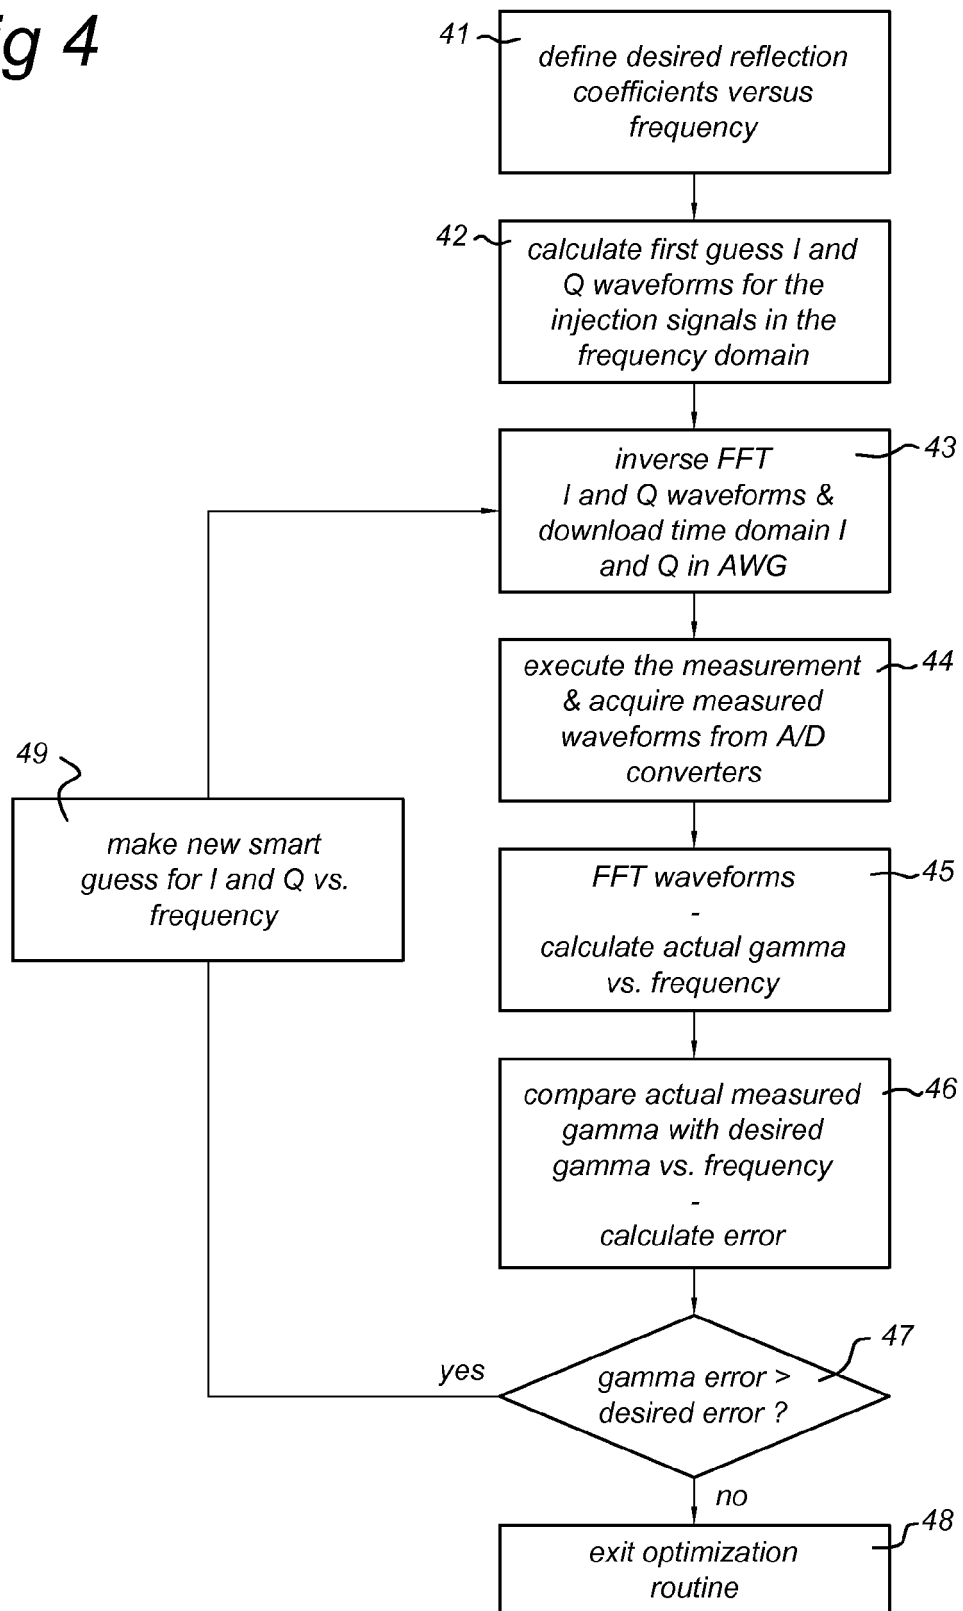 g 4
41
define desired reflection
coefficients versus
frequency
42
calculate first guess I and
Q waveforms for the
injection signals in the
frequency domain
43
inverse FFT
I and Q waveforms &
download time domain I
and Q in AWG
44
execute the measurement
& acquire measured
waveforms from A/D
converters
49
make new smart
guess for I and Q vs.
frequency
45
FFT waveforms
-
calculate actual gamma
vs. frequency
46
compare actual measured
gamma with desired
gamma vs. frequency
-
calculate error
47
yes
gamma error >
desired error ?
no
48
exit optimization
routine